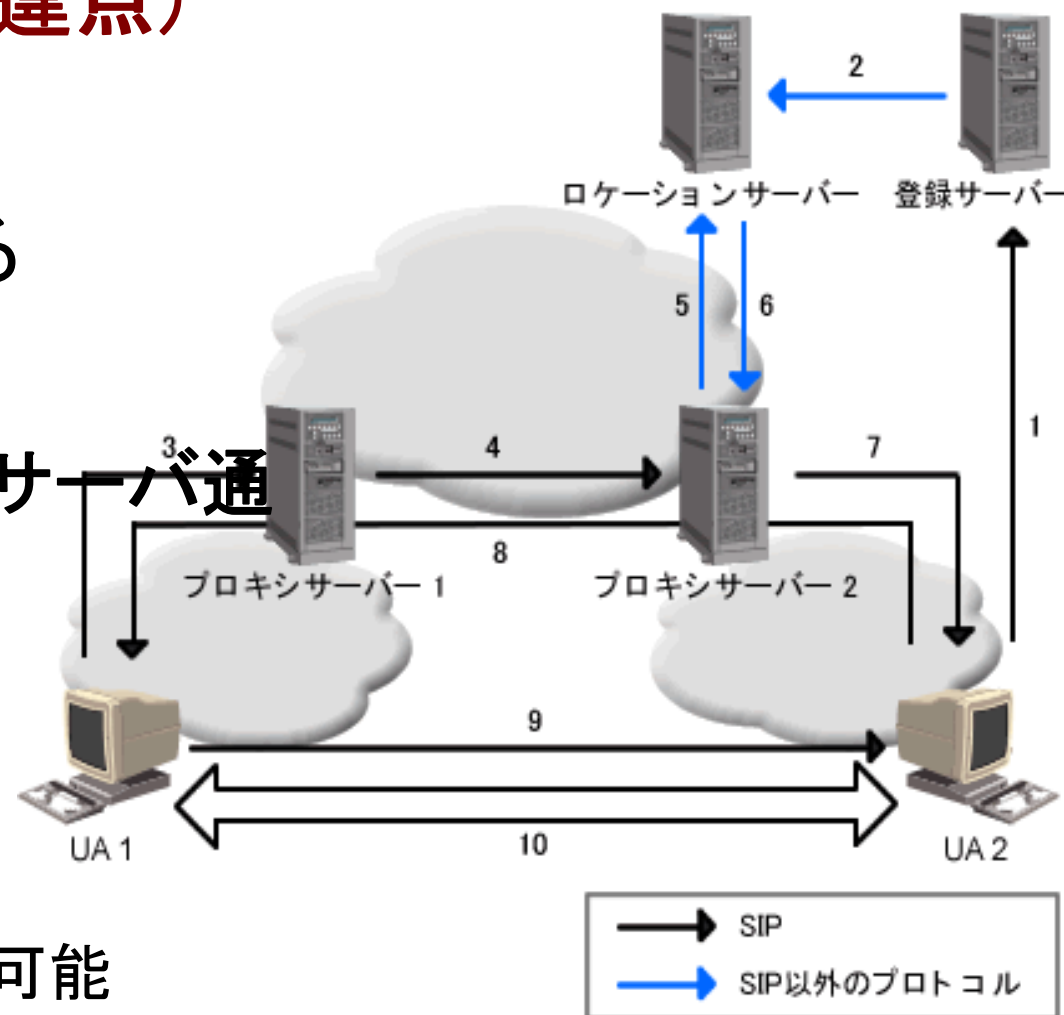 違点）
2
ロケーションサーバー 登録サーバー
る
5 6
1
3 4 7
サーバ通
8
プロキシサーバー 1 プロキシサーバー 2
9
10
UA 1 UA 2
SIP
可能
SIP以外のプロトコル